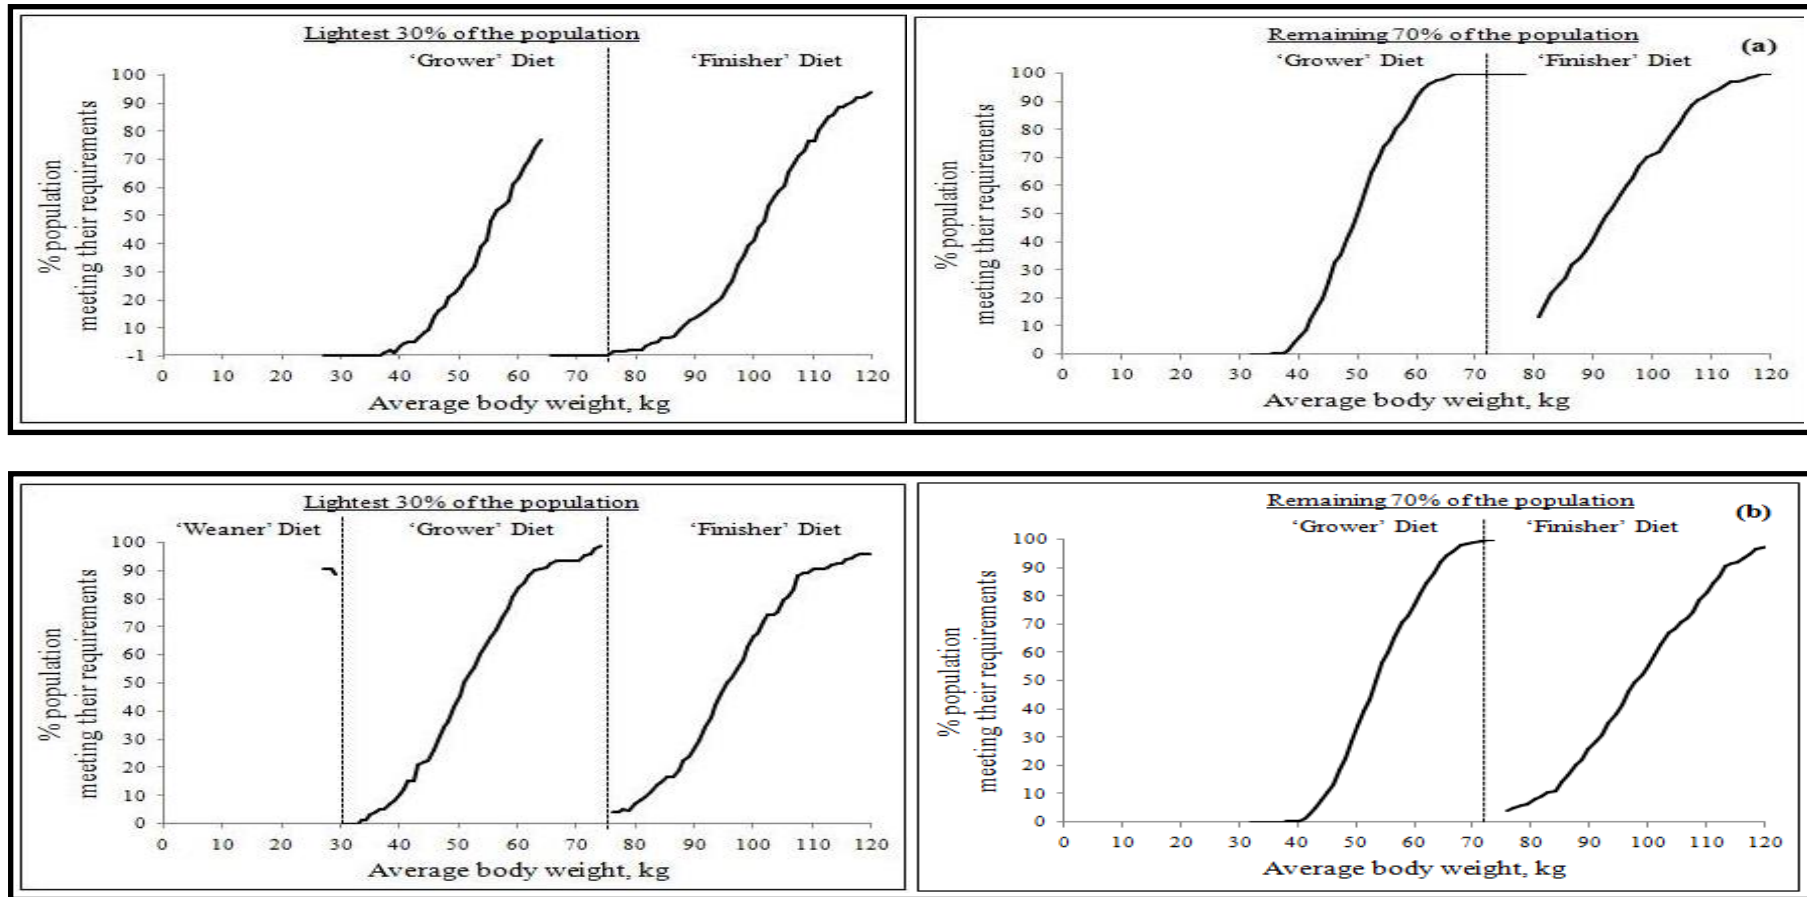 Lightest 30% of the population
'Grower' Diet
'Finisher' Diet
% population
meeting their requirements
100
90
80
70
60
50
40
30
20
10
-1
0 10 20 30 40 50 60 70 80 90 100 110 120
Average body weight, kg
Remaining 70% of the population
(a)
'Grower' Diet
'Finisher' Diet
% population
meeting their requirements
100
90
80
70
60
50
40
30
20
10
0
0 10 20 30 40 50 60 70 80 90 100 110 120
Average body weight, kg
Lightest 30% of the population
'Weaner' Diet
'Grower' Diet
'Finisher' Diet
% population
meeting their requirements
100
90
80
70
60
50
40
30
20
10
0
0 10 20 30 40 50 60 70 80 90 100 110 120
Average body weight, kg
Remaining 70% of the population
(b)
'Grower' Diet
'Finisher' Diet
% population
meeting their requirements
100
90
80
70
60
50
40
30
20
10
0
0 10 20 30 40 50 60 70 80 90 100 110 120
Average body weight, kg